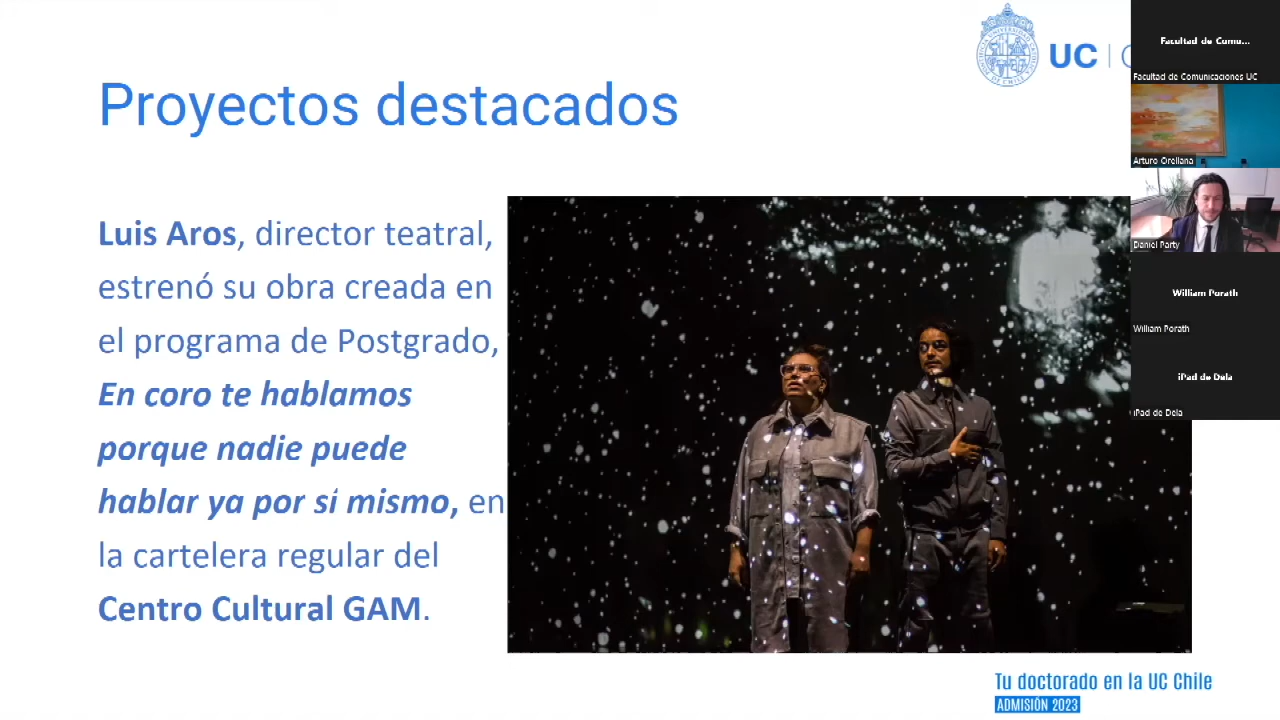 UC
Proyectos destacados
Luis Aros, director teatral,
estrenó su obra creada en
el programa de Postgrado,
En coro te hablamos
porque nadie puede
hablar ya por sí mismo, en
la cartelera regular del
Centro Cultural GAM.
Facultad de Comu...
Facultad de Comunicaciones UC
Arturo Orellana
Daniel Party
William Porath
William Porath
iPad de Dela
iPad de Dela
Tu doctorado en la UC Chile
ADMISIÓN 2023